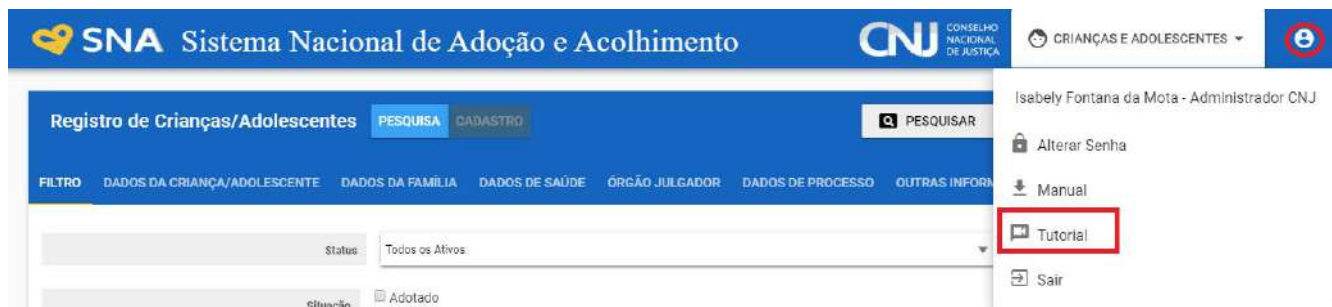 SNA Sistema Nacional de Adoção e Acolhimento
CNJ CONSELHO NACIONAL DE JUSTIÇA
CRIANÇAS E ADOLESCENTES
Isabely Fontana da Mota - Administrador CNJ
Alterar Senha
Manual
Tutorial
Sair
Registro de Crianças/Adolescentes PESQUISA CADASTRO PESQUISAR
FILTRO DADOS DA CRIANÇA/ADOLESCENTE DADOS DA FAMÍLIA DADOS DE SAÚDE ÓRGÃO JULGADOR DADOS DE PROCESSO OUTRAS INFORM
Status Todos os Ativos
Situação Adotado